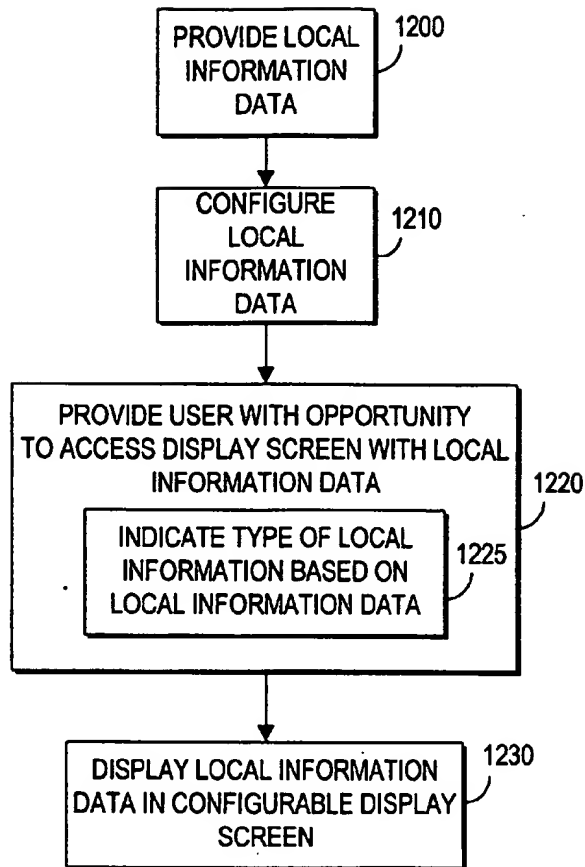 PROVIDE LOCAL
INFORMATION
DATA
1200
CONFIGURE
LOCAL
INFORMATION
DATA
1210
PROVIDE USER WITH OPPORTUNITY
TO ACCESS DISPLAY SCREEN WITH LOCAL
INFORMATION DATA
1220
INDICATE TYPE OF LOCAL
INFORMATION BASED ON
LOCAL INFORMATION DATA
1225
DISPLAY LOCAL INFORMATION
DATA IN CONFIGURABLE DISPLAY
SCREEN
1230